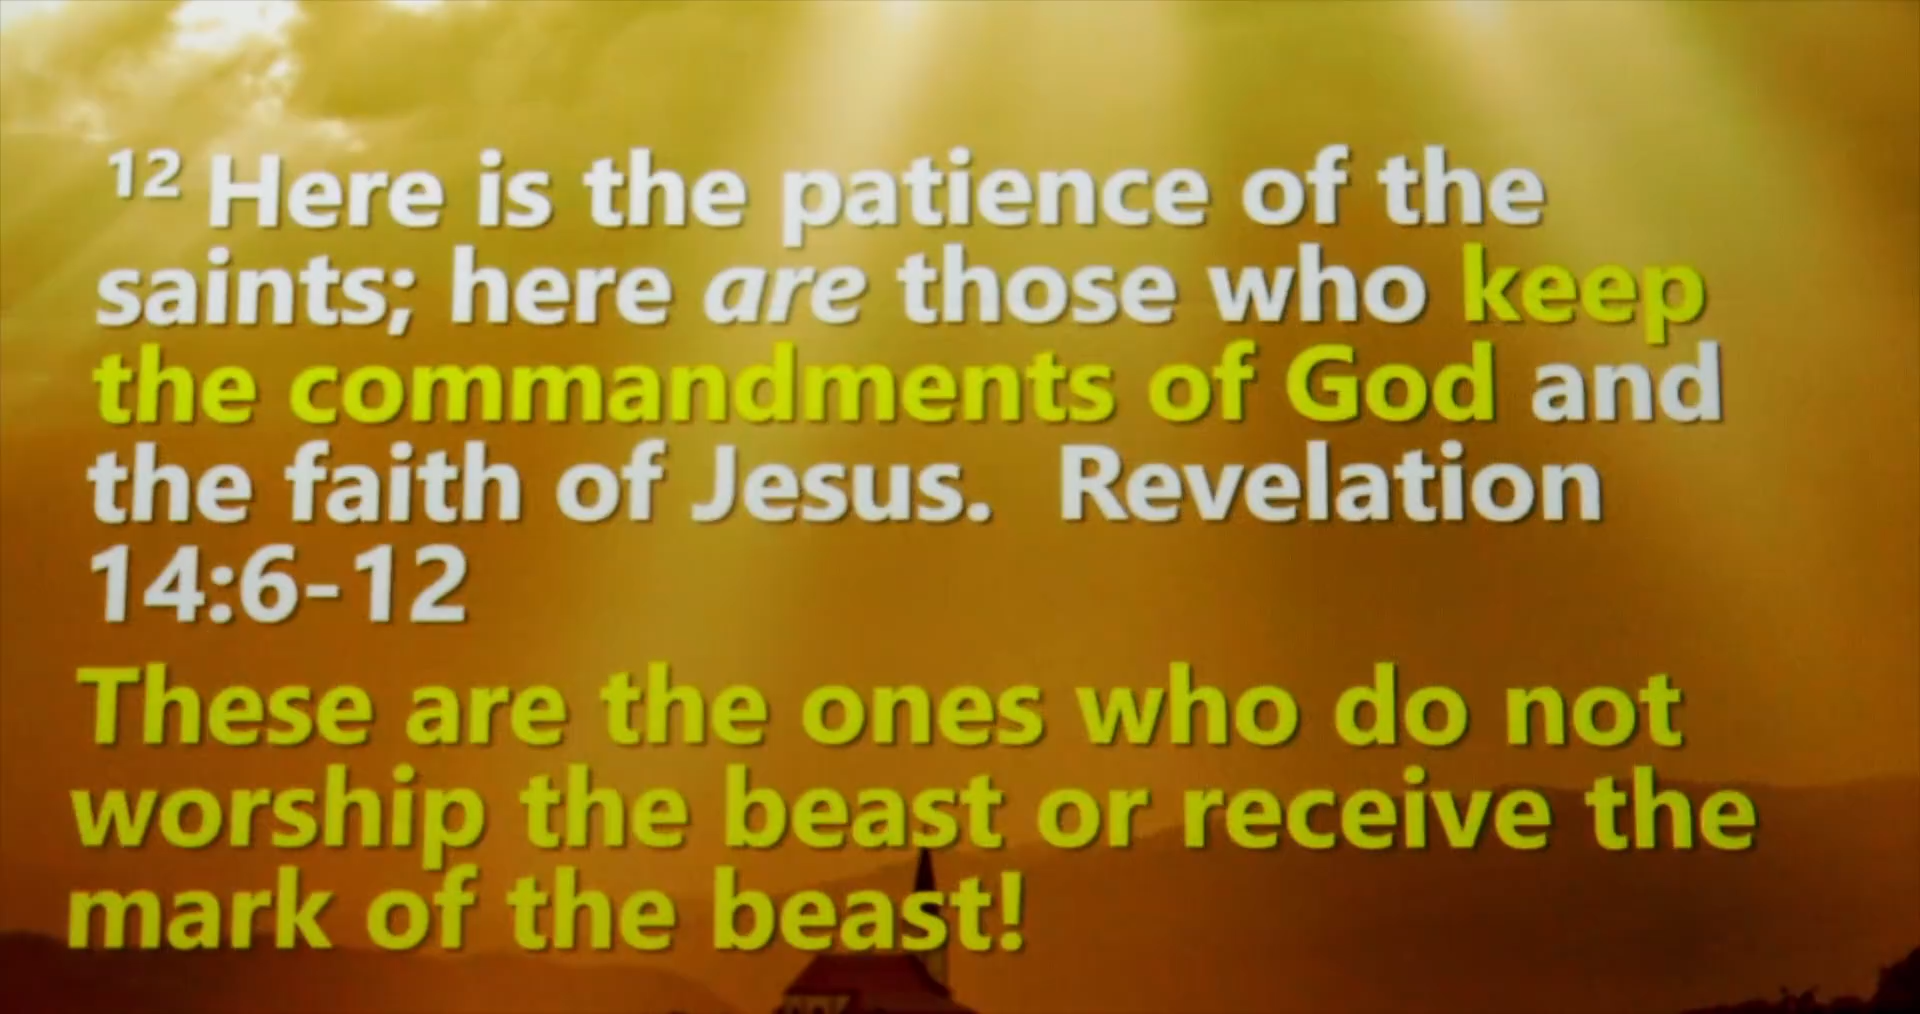 12 Here is the patience of the
saints; here are those who keep
the commandments of God and
the faith of Jesus.  Revelation
14:6-12
These are the ones who do not
worship the beast or receive the
mark of the beast!